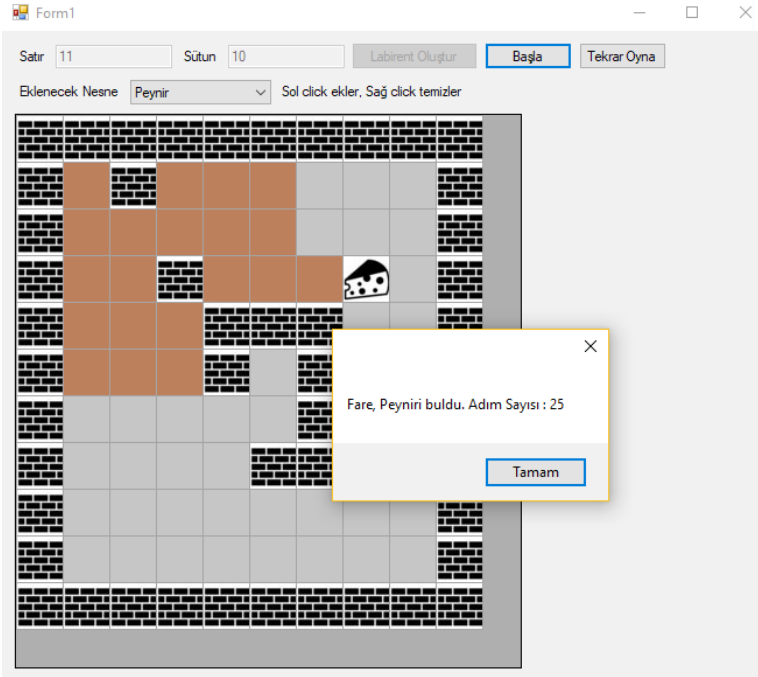 Form1
Satır 11 Sütun 10 Labirent Oluştur Başla Tekrar Oyna
Eklenecek Nesne Peynir Sol click ekler, Sağ click temizler
Fare, Peyniri buldu. Adım Sayısı : 25
Tamam